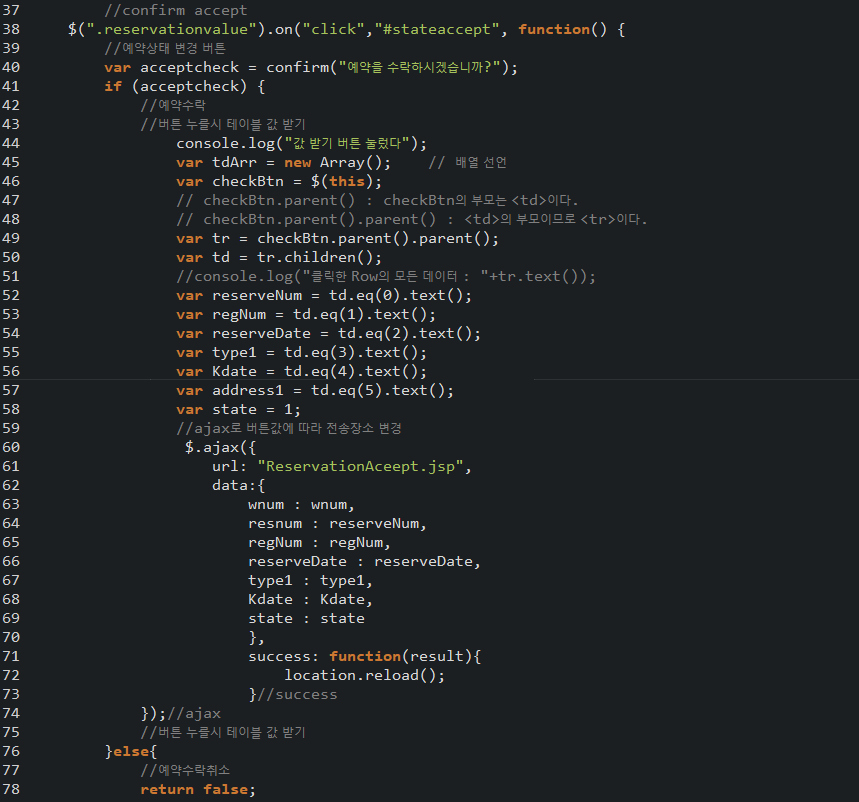 37 //confirm accept
38 $(".reservationvalue").on("click","#stateaccept", function() {
39 //예약상태 변경 버튼
40 var acceptcheck = confirm("예약을 수락하시겠습니까?");
41 if (acceptcheck) {
42 //예약수락
43 //버튼 누를시 테이블 값 받기
44 console.log("값 받기 버튼 눌렀다");
45 var tdArr = new Array(); // 배열 선언
46 var checkBtn = $(this);
47 // checkBtn.parent() : checkBtn의 부모는 <td>이다.
48 // checkBtn.parent().parent() : <td>의 부모이므로 <tr>이다.
49 var tr = checkBtn.parent().parent();
50 var td = tr.children();
51 //console.log("클릭한 Row의 모든 데이터 : "+tr.text());
52 var reserveNum = td.eq(0).text();
53 var regNum = td.eq(1).text();
54 var reserveDate = td.eq(2).text();
55 var type1 = td.eq(3).text();
56 var Kdate = td.eq(4).text();
57 var address1 = td.eq(5).text();
58 var state = 1;
59 //ajax로 버튼값에 따라 전송장소 변경
60 $.ajax({
61 url: "ReservationAceept.jsp",
62 data:{
63 wnum : wnum,
64 resnum : reserveNum,
65 regNum : regNum,
66 reserveDate : reserveDate,
67 type1 : type1,
68 Kdate : Kdate,
69 state : state
70 },
71 success: function(result){
72 location.reload();
73 }//success
74 });//ajax
75 //버튼 누를시 테이블 값 받기
76 }else{
77 //예약수락취소
78 return false;